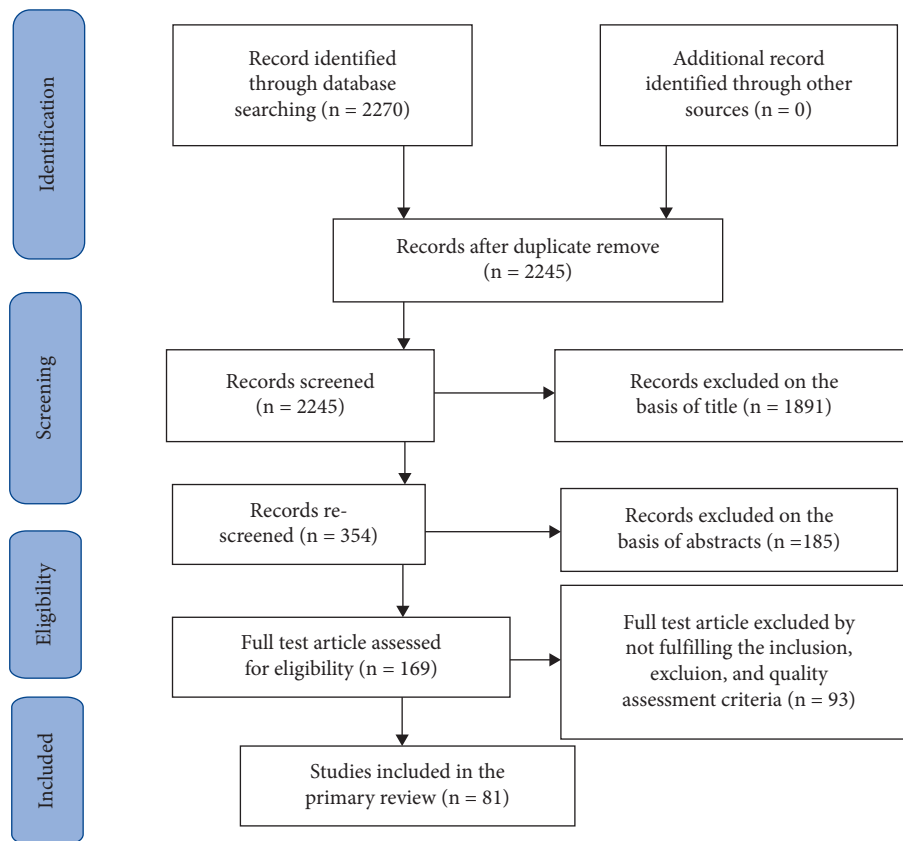 Identification
Record identified
through database
searching (n = 2270)
Additional record
identified through other
sources (n = 0)
Records after duplicate remove
(n = 2245)
Screening
Records screened
(n = 2245)
Records excluded on the
basis of title (n = 1891)
Records re-
screened (n = 354)
Records excluded on the
basis of abstracts (n =185)
Eligibility
Full test article assessed
for eligibility (n = 169)
Full test article excluded by
not fulfilling the inclusion,
excluion, and quality
assessment criteria (n = 93)
Included
Studies included in the
primary review (n = 81)